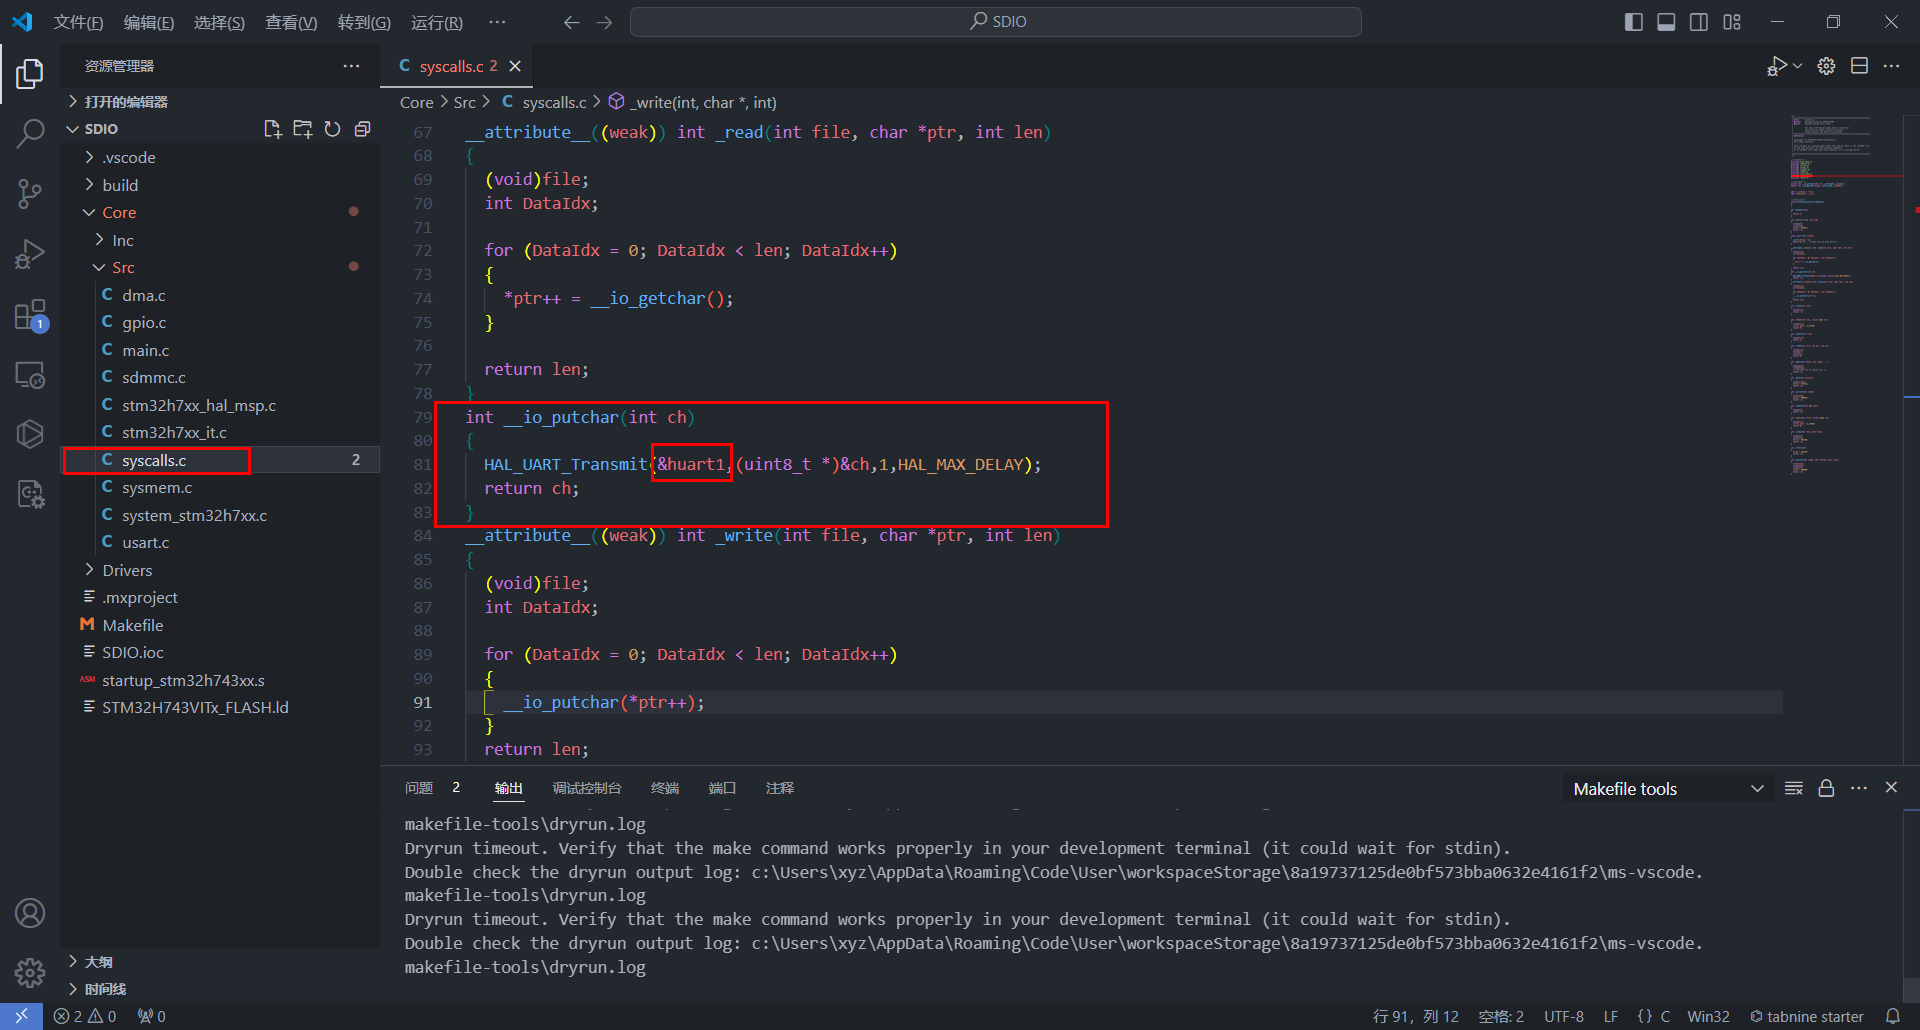 文件(F) 编辑(E) 选择(S) 查看(V) 转到(G) 运行(R) ··· SDIO
资源管理器 ···
打开的编辑器
SDIO
.vscode
build
Core
Inc
Src
C dma.c
C gpio.c
C main.c
C sdmmc.c
C stm32h7xx_hal_msp.c
C stm32h7xx_it.c
C syscalls.c 2
C sysmem.c
C system_stm32h7xx.c
C usart.c
Drivers
.mxproject
M Makefile
SDIO.ioc
ASM startup_stm32h743xx.s
STM32H743VITx_FLASH.ld
大纲
时间线
1
C syscalls.c 2
Core > Src > C syscalls.c > _write(int, char *, int)
67 __attribute__((weak)) int _read(int file, char *ptr, int len)
68 {
69 (void)file;
70 int DataIdx;
71
72 for (DataIdx = 0; DataIdx < len; DataIdx++)
73 {
74 *ptr++ = __io_getchar();
75 }
76
77 return len;
78 }
79 int __io_putchar(int ch)
80 {
81 HAL_UART_Transmit(&huart1,(uint8_t *)&ch,1,HAL_MAX_DELAY);
82 return ch;
83 }
84 __attribute__((weak)) int _write(int file, char *ptr, int len)
85 {
86 (void)file;
87 int DataIdx;
88
89 for (DataIdx = 0; DataIdx < len; DataIdx++)
90 {
91 __io_putchar(*ptr++);
92 }
93 return len;
问题 2 输出 调试控制台 终端 端口 注释 Makefile tools
makefile-tools\dryrun.log
Dryrun timeout. Verify that the make command works properly in your development terminal (it could wait for stdin).
Double check the dryrun output log: c:\Users\xyz\AppData\Roaming\Code\User\workspaceStorage\8a19737125de0bf573bba0632e4161f2\ms-vscode.
makefile-tools\dryrun.log
Dryrun timeout. Verify that the make command works properly in your development terminal (it could wait for stdin).
Double check the dryrun output log: c:\Users\xyz\AppData\Roaming\Code\User\workspaceStorage\8a19737125de0bf573bba0632e4161f2\ms-vscode.
makefile-tools\dryrun.log
2 0 0 行 91, 列 12 空格: 2 UTF-8 LF {} C Win32 tabnine starter